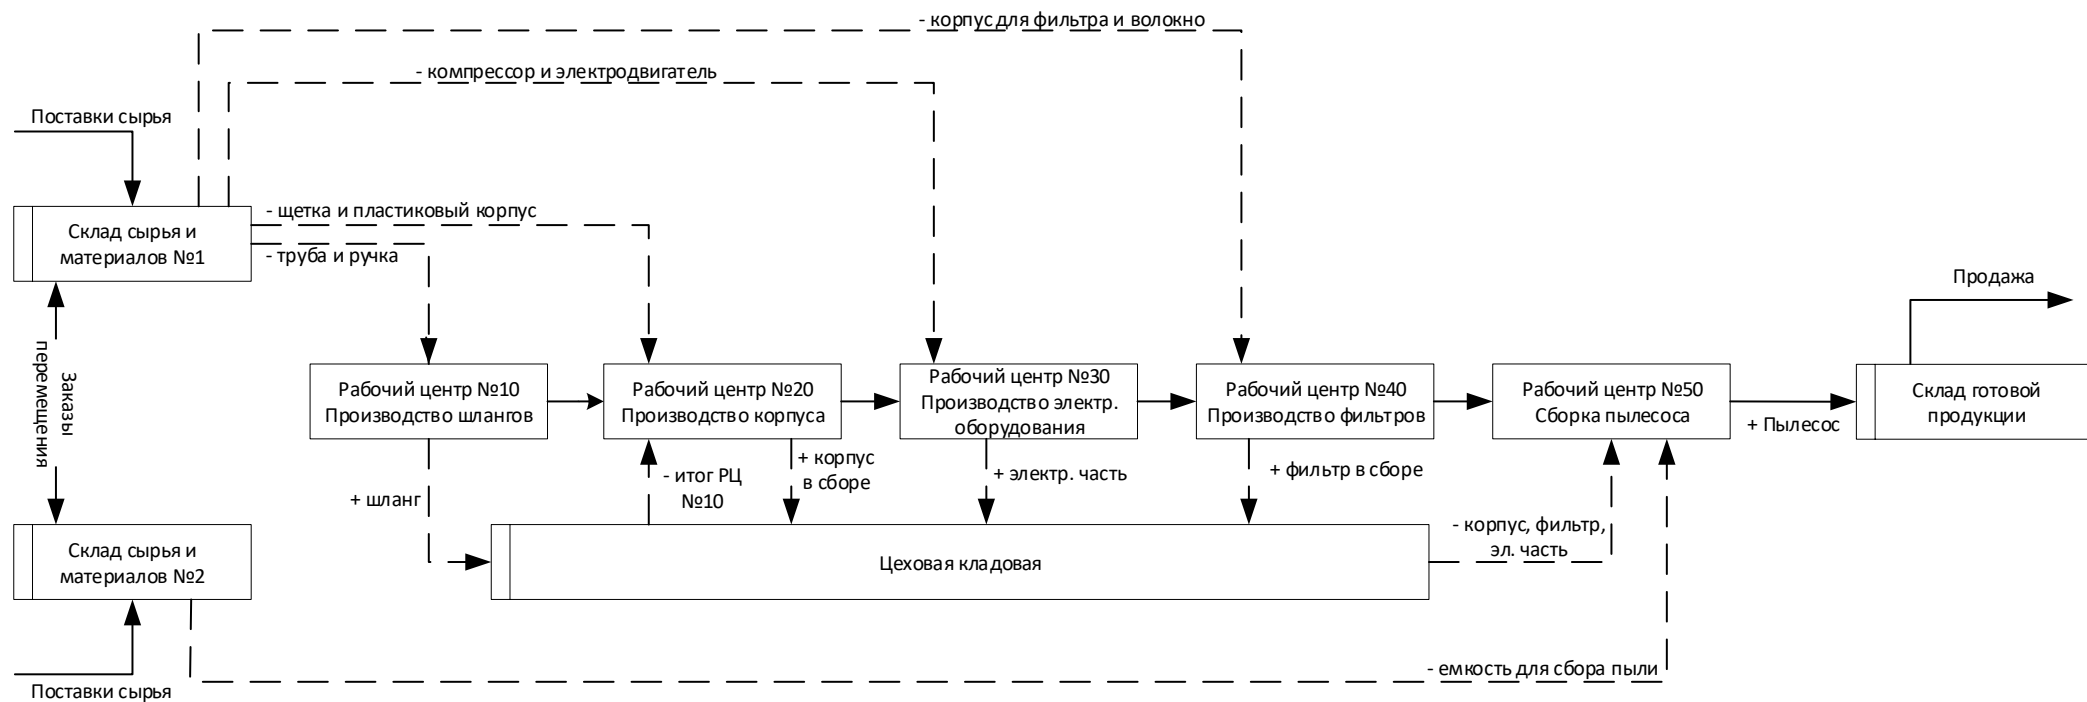 - корпус для фильтра и волокно
- компрессор и электродвигатель
Поставки сырья
- щетка и пластиковый корпус
Склад сырья и
материалов №1
- труба и ручка
Продажа
Заказы
перемещения
Рабочий центр №10
Производство шлангов
Рабочий центр №20
Производство корпуса
Рабочий центр №30
Производство электр.
оборудования
Рабочий центр №40
Производство фильтров
Рабочий центр №50
Сборка пылесоса
+ Пылесос
Склад готовой
продукции
+ шланг
- итог РЦ
№10
+ корпус
в сборе
+ электр. часть
+ фильтр в сборе
- корпус, фильтр,
эл. часть
Склад сырья и
материалов №2
Цеховая кладовая
- емкость для сбора пыли
Поставки сырья